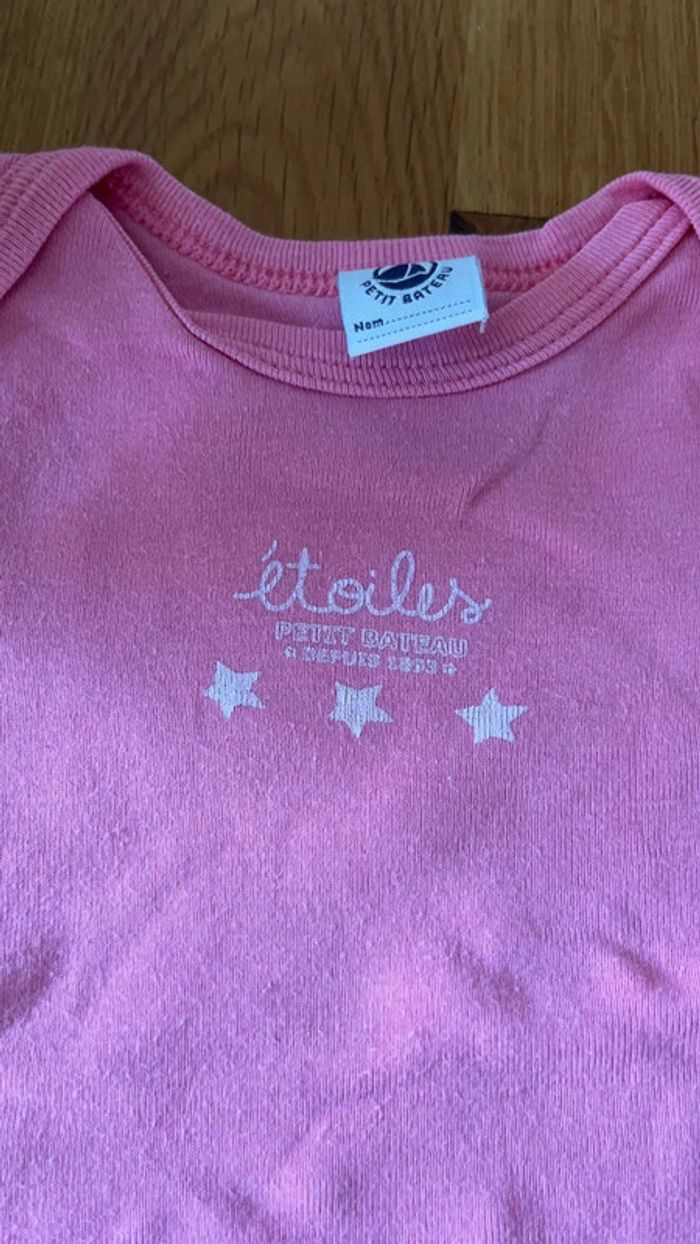 PETIT BATEAU
Nom
étoiles
PETIT BATEAU
DEPUIS 1893